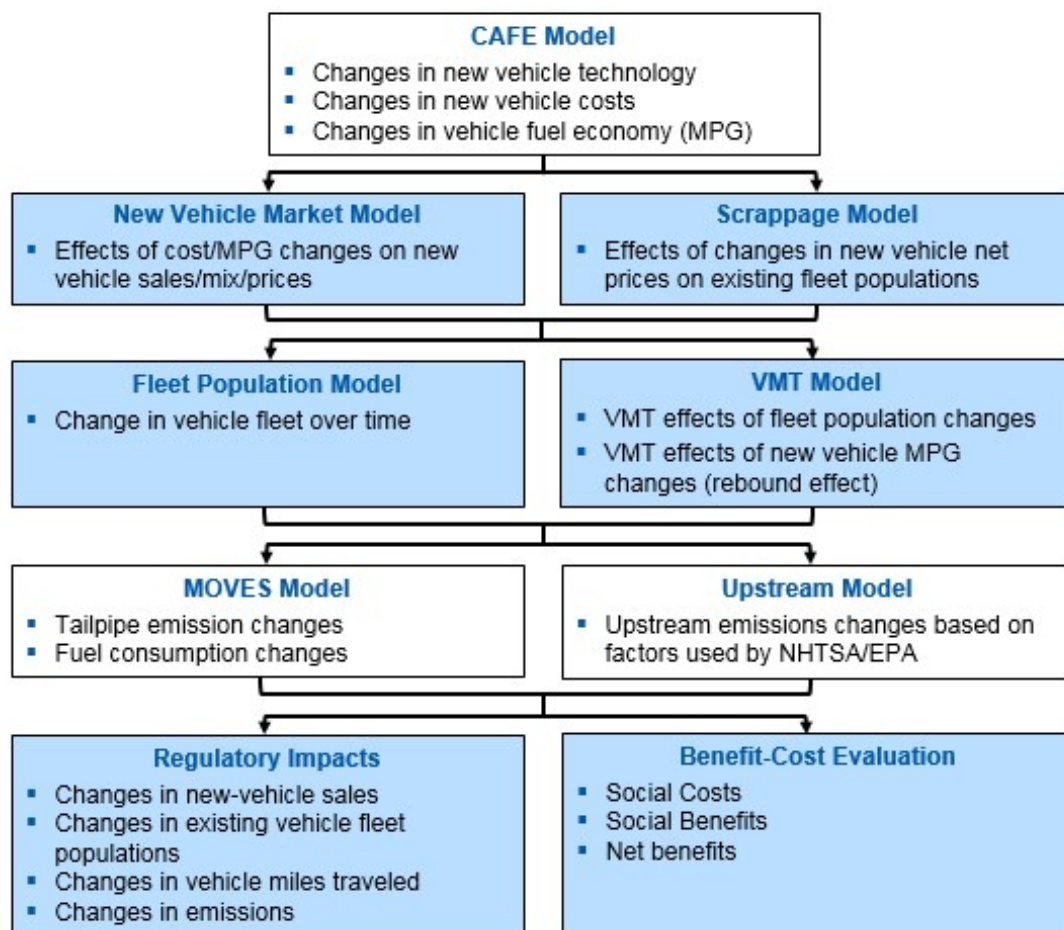 CAFE Model
▪ Changes in new vehicle technology
▪ Changes in new vehicle costs
▪ Changes in vehicle fuel economy (MPG)
New Vehicle Market Model
▪ Effects of cost/MPG changes on new
vehicle sales/mix/prices
Scrappage Model
▪ Effects of changes in new vehicle net
prices on existing fleet populations
Fleet Population Model
▪ Change in vehicle fleet over time
VMT Model
▪ VMT effects of fleet population changes
▪ VMT effects of new vehicle MPG
changes (rebound effect)
MOVES Model
▪ Tailpipe emission changes
▪ Fuel consumption changes
Upstream Model
▪ Upstream emissions changes based on
factors used by NHTSA/EPA
Regulatory Impacts
▪ Changes in new-vehicle sales
▪ Changes in existing vehicle fleet
populations
▪ Changes in vehicle miles traveled
▪ Changes in emissions
Benefit-Cost Evaluation
▪ Social Costs
▪ Social Benefits
▪ Net benefits